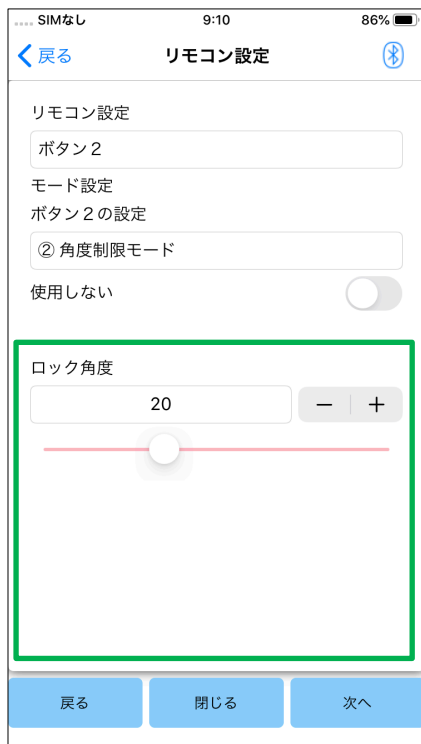 SIMなし 9:10 86%
戻る リモコン設定
リモコン設定
ボタン２
モード設定
ボタン２の設定
② 角度制限モード
使用しない
ロック角度
20 − +
戻る 閉じる 次へ